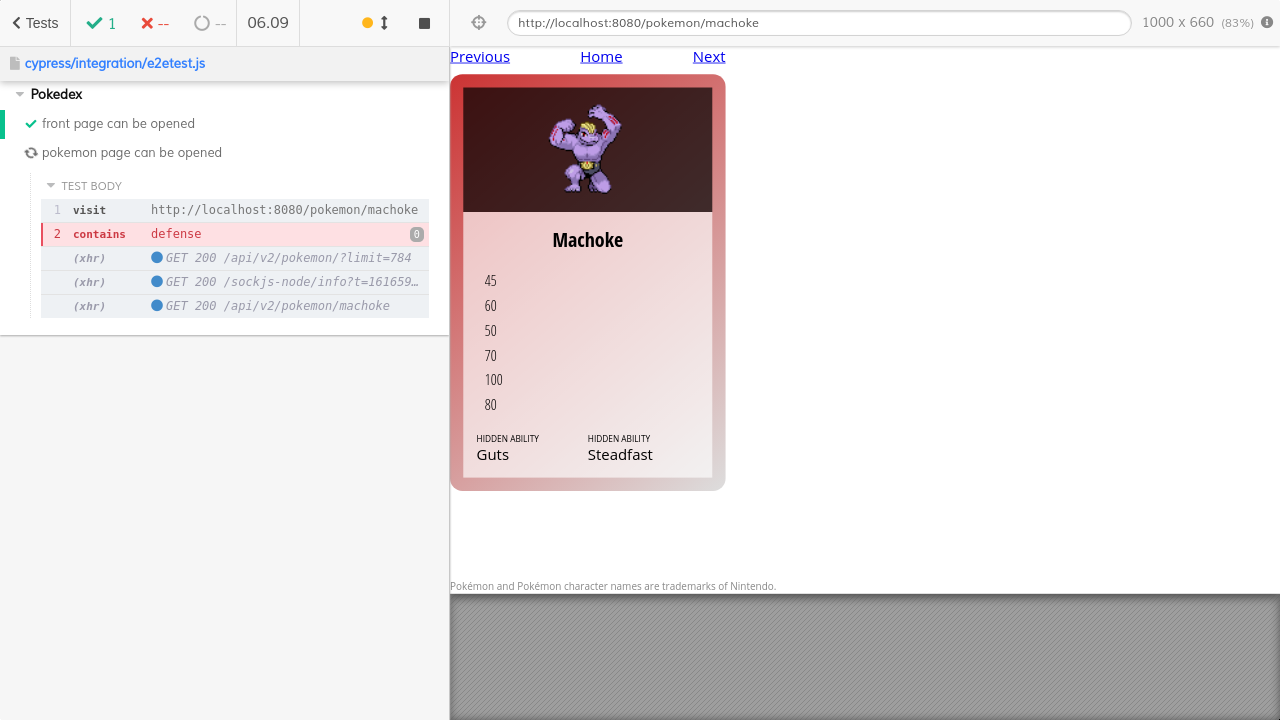 Tests 1 -- -- 06.09
http://localhost:8080/pokemon/machoke 1000 x 660 (83%)
cypress/integration/e2etest.js
Pokedex
front page can be opened
pokemon page can be opened
TEST BODY
1 visit http://localhost:8080/pokemon/machoke
2 contains defense 0
(xhr) GET 200 /api/v2/pokemon/?limit=784
(xhr) GET 200 /sockjs-node/info?t=161659…
(xhr) GET 200 /api/v2/pokemon/machoke
Previous Home Next
Machoke
45
60
50
70
100
80
HIDDEN ABILITY HIDDEN ABILITY
Guts Steadfast
Pokémon and Pokémon character names are trademarks of Nintendo.